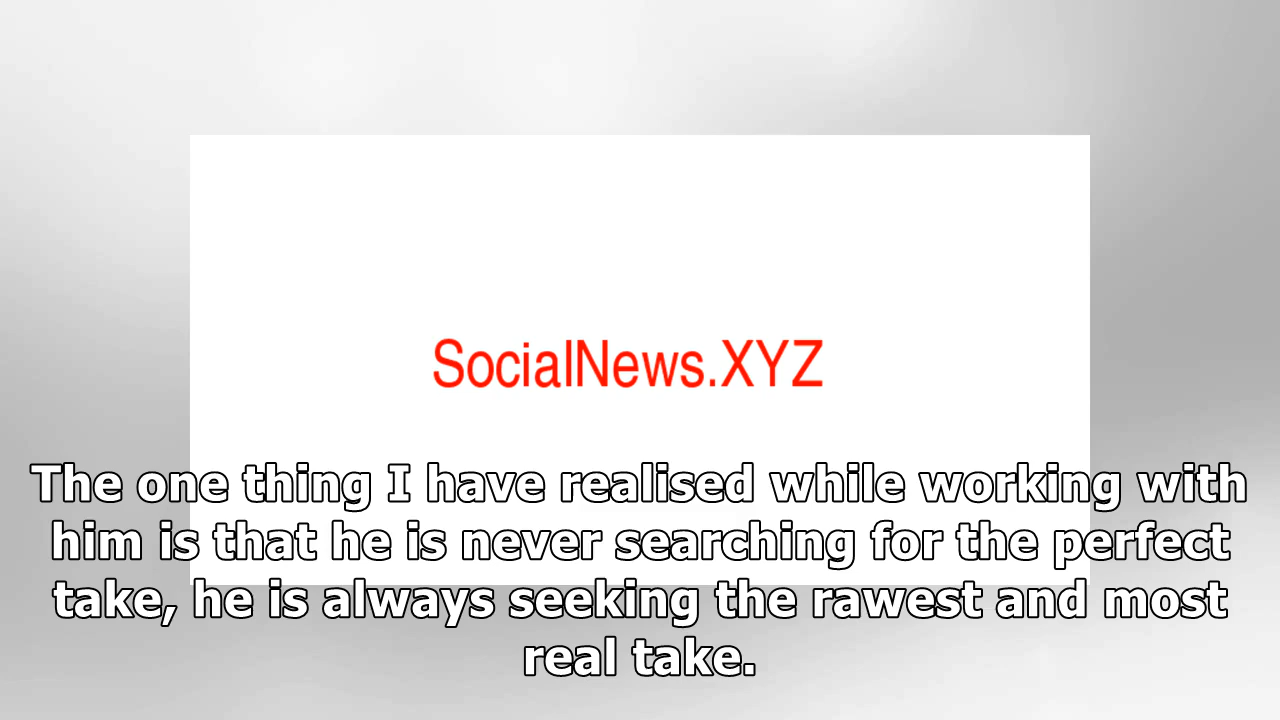 SocialNews.XYZ
The one thing I have realised while working with
him is that he is never searching for the perfect
take, he is always seeking the rawest and most
real take.